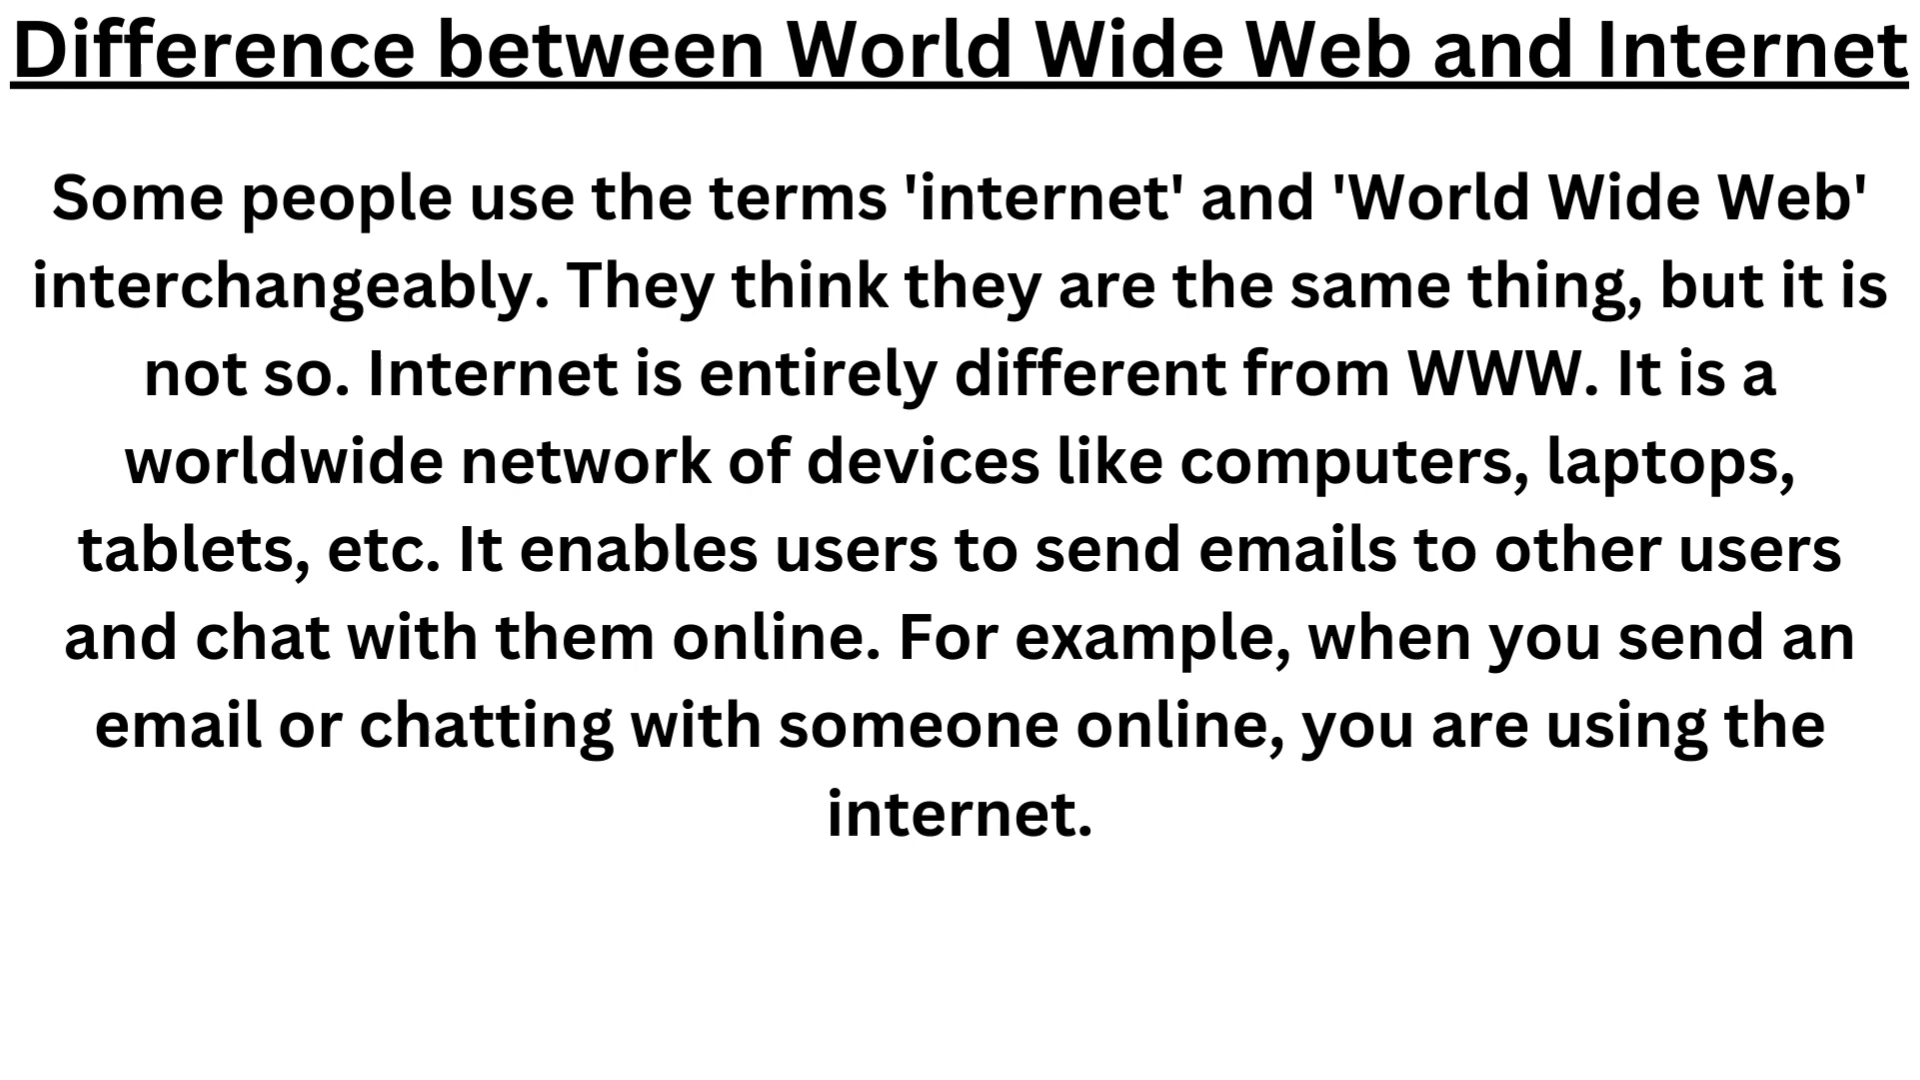 Difference between World Wide Web and Internet
Some people use the terms 'internet' and 'World Wide Web'
interchangeably. They think they are the same thing, but it is
not so. Internet is entirely different from WWW. It is a
worldwide network of devices like computers, laptops,
tablets, etc. It enables users to send emails to other users
and chat with them online. For example, when you send an
email or chatting with someone online, you are using the
internet.